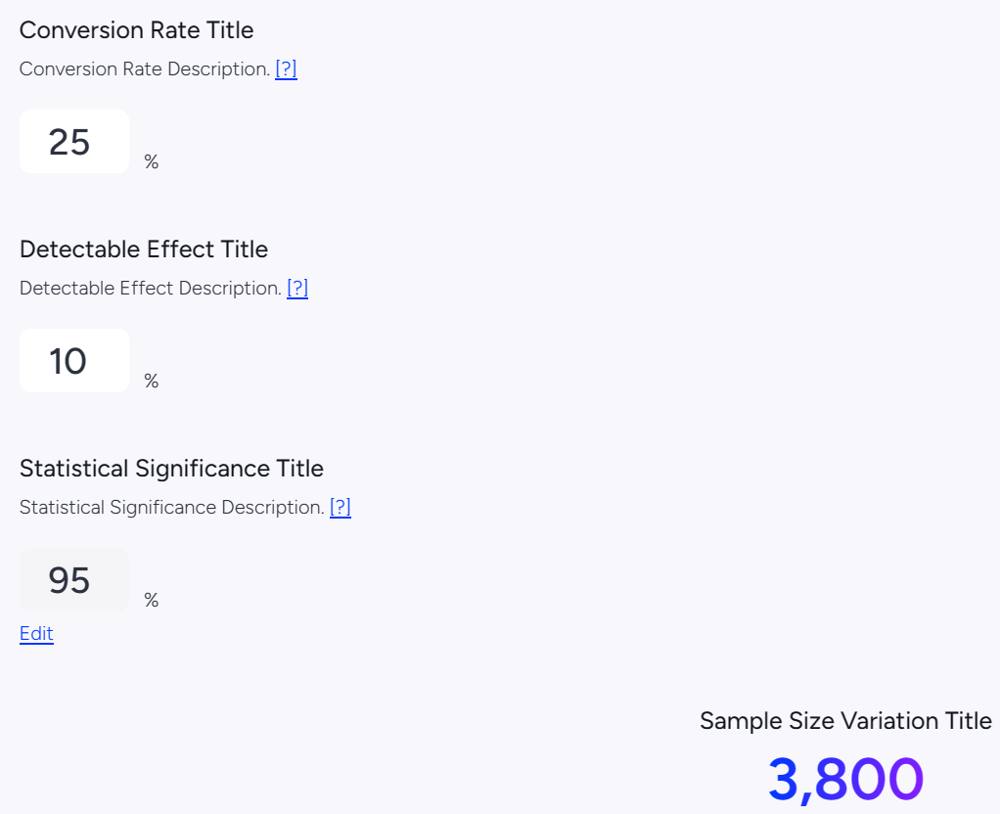 Conversion Rate Title
Conversion Rate Description. [?]
25 %
Detectable Effect Title
Detectable Effect Description. [?]
10 %
Statistical Significance Title
Statistical Significance Description. [?]
95 %
Edit
Sample Size Variation Title
3,800